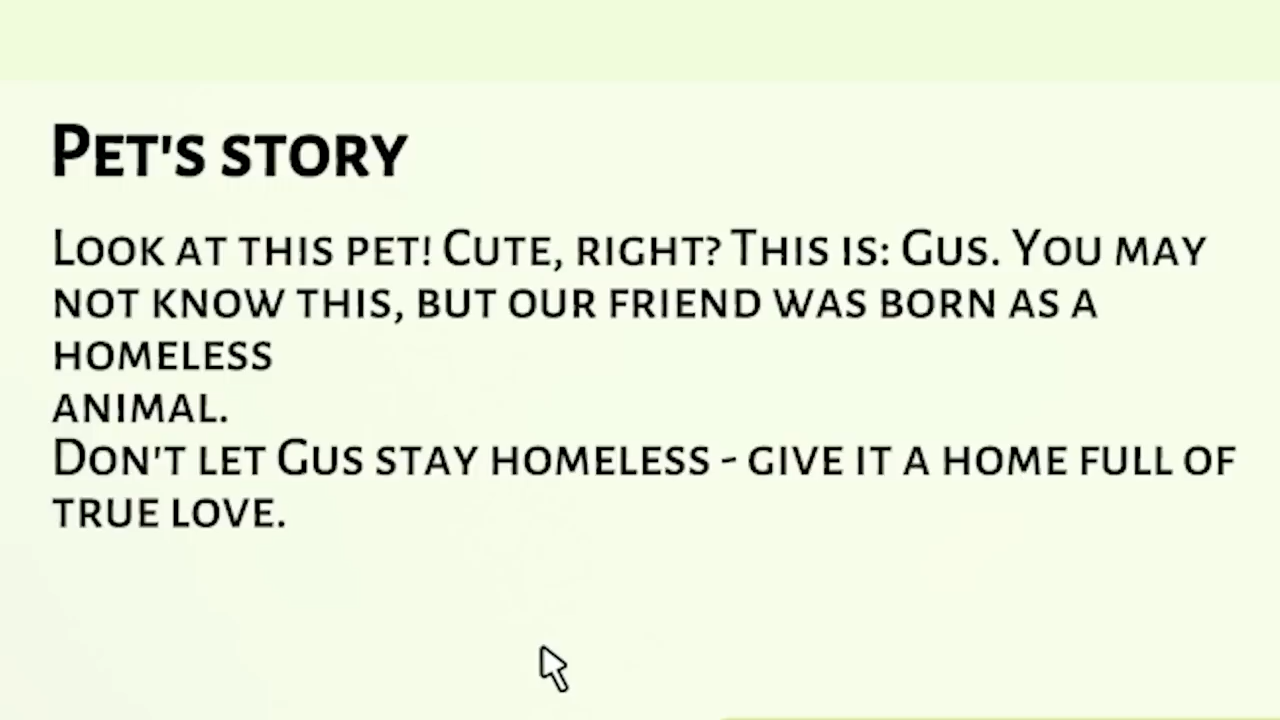 Pet's story
Look at this pet! Cute, right? This is: Gus. You may
not know this, but our friend was born as a
homeless
animal.
Don't let Gus stay homeless - give it a home full of
true love.